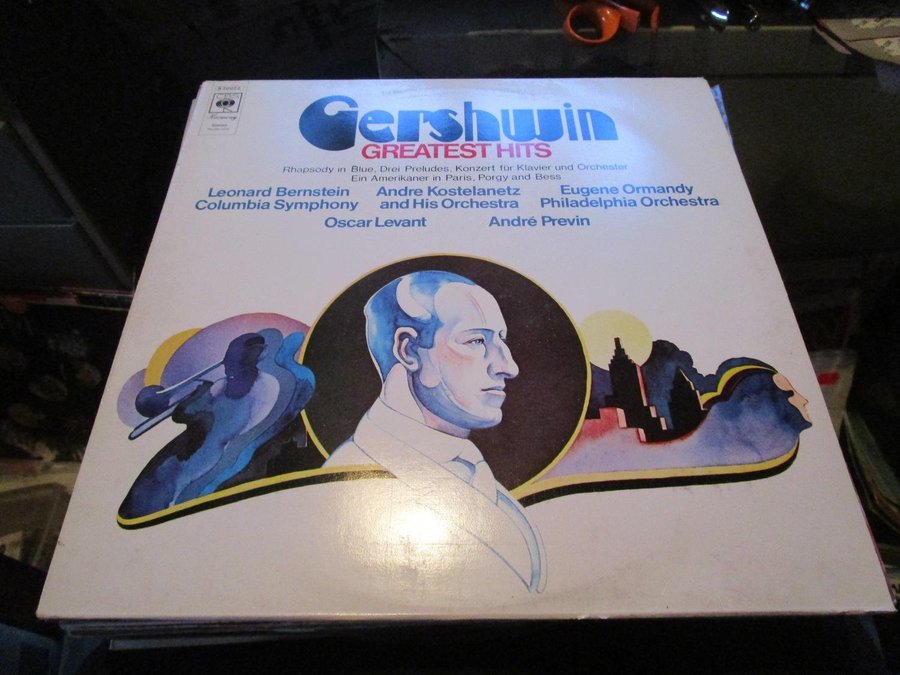 CBS
Gershwin
GREATEST HITS
Rhapsody in Blue, Drei Preludes, Konzert für Klavier und Orchester
Ein Amerikaner in Paris, Porgy and Bess
Leonard Bernstein Andre Kostelanetz Eugene Ormandy
Columbia Symphony and His Orchestra Philadelphia Orchestra
Oscar Levant André Previn